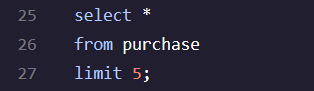 25 select *
26 from purchase
27 limit 5;